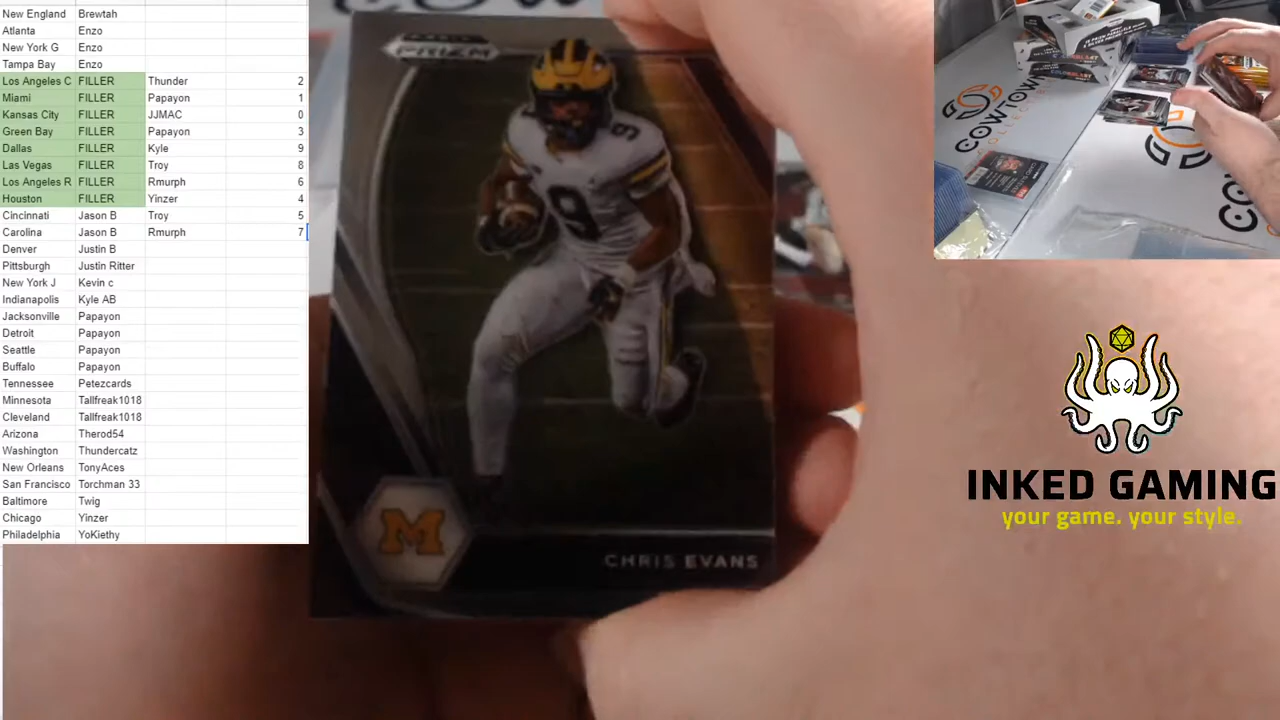 New England Brewtah
Atlanta Enzo
New York G Enzo
Tampa Bay Enzo
Los Angeles C FILLER Thunder 2
Miami FILLER Papayon 1
Kansas City FILLER JJMAC 0
Green Bay FILLER Papayon 3
Dallas FILLER Kyle 9
Las Vegas FILLER Troy 8
Los Angeles R FILLER Rmurph 6
Houston FILLER Yinzer 4
Cincinnati Jason B Troy 5
Carolina Jason B Rmurph 7
Denver Justin B
Pittsburgh Justin Ritter
New York J Kevin c
Indianapolis Kyle AB
Jacksonville Papayon
Detroit Papayon
Seattle Papayon
Buffalo Papayon
Tennessee Petezcards
Minnesota Tallfreak1018
Cleveland Tallfreak1018
Arizona Therod54
Washington Thundercatz
New Orleans TonyAces
San Francisco Torchman 33
Baltimore Twig
Chicago Yinzer
Philadelphia YoKiethy
PRIZM
9
9
M
CHRIS EVANS
COWTOWN
COLORBLAST
INKED GAMING
your game. your style.